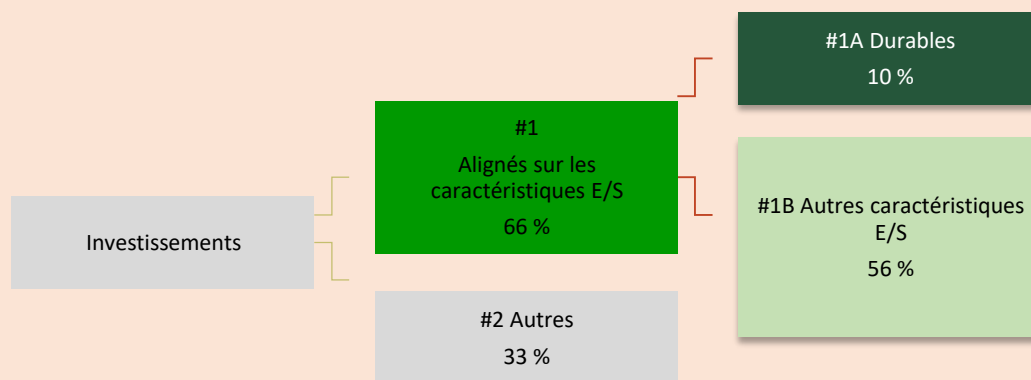 Investissements
#1
Alignés sur les
caractéristiques E/S
66 %
#2 Autres
33 %
#1A Durables
10 %
#1B Autres caractéristiques
E/S
56 %